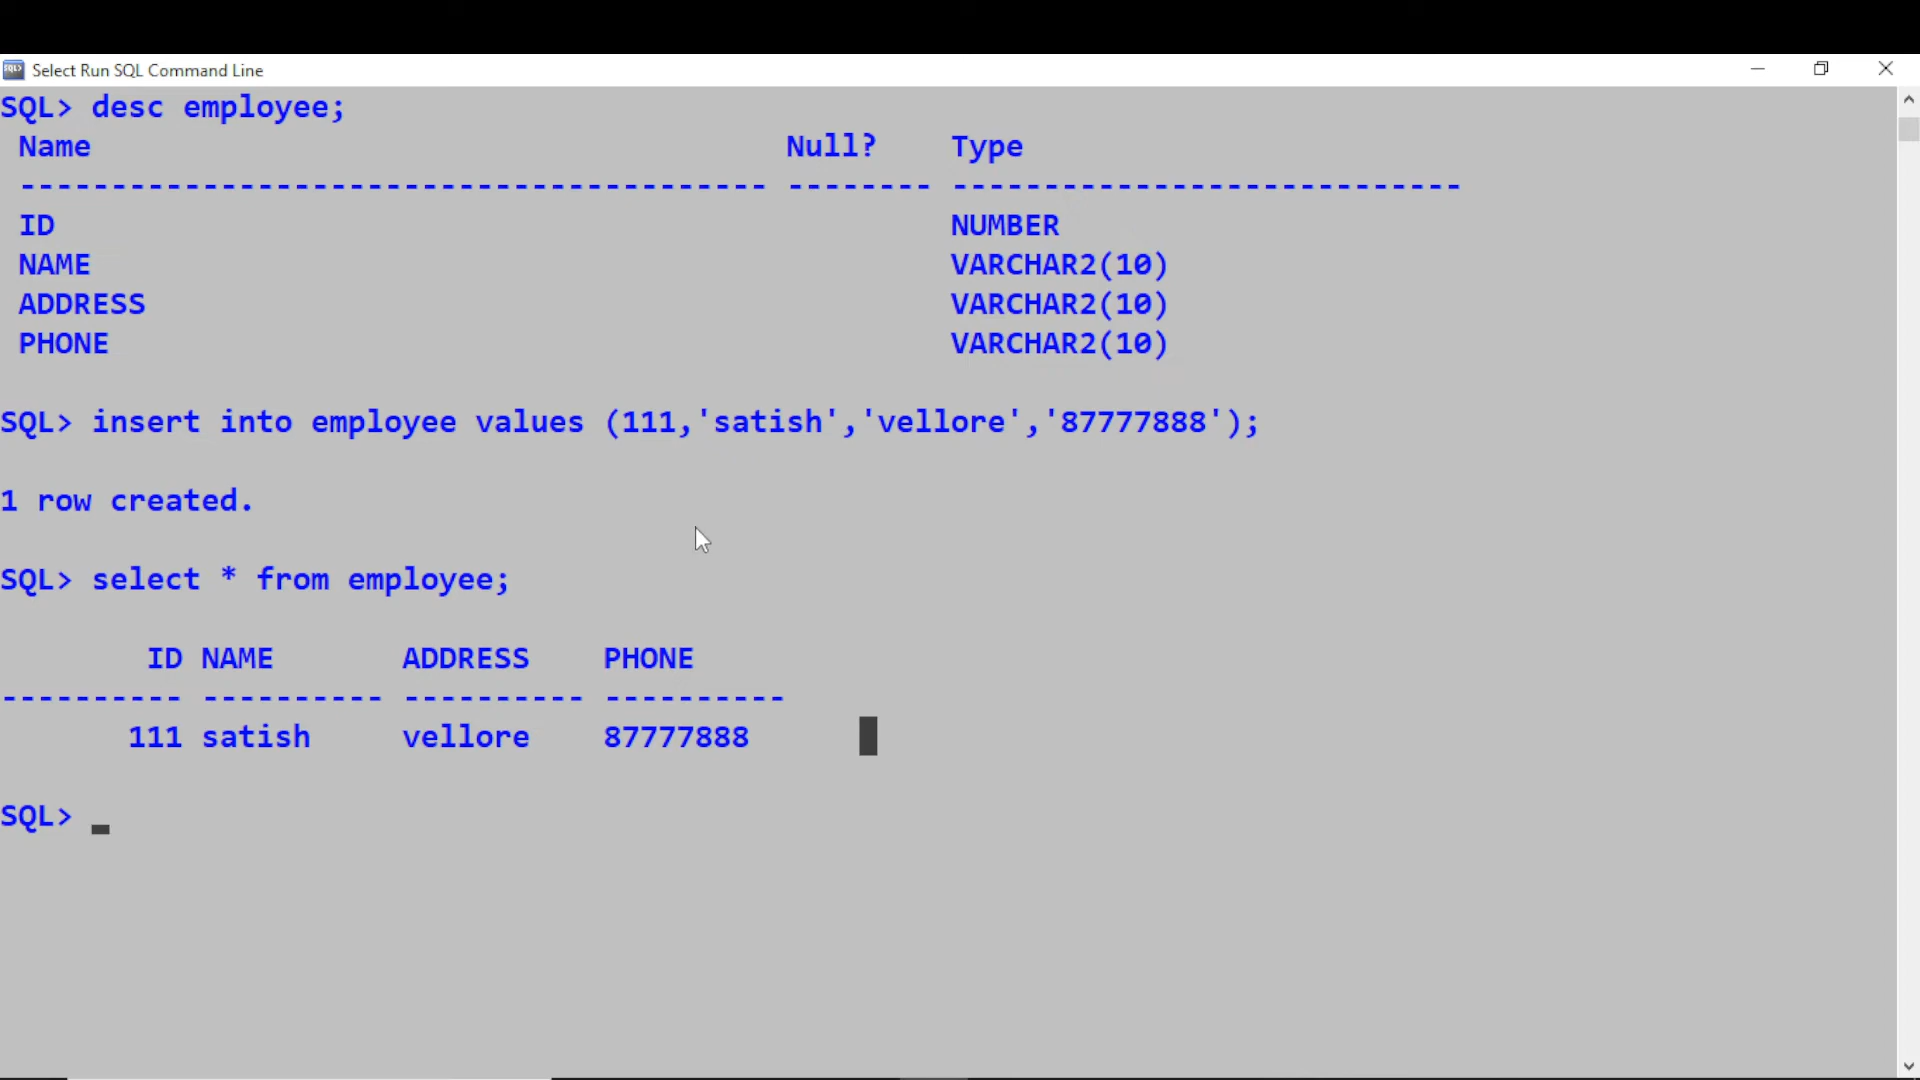 Select Run SQL Command Line
SQL> desc employee;
Name Null? Type
----------------------------------------- -------- ----------------------------
ID NUMBER
NAME VARCHAR2(10)
ADDRESS VARCHAR2(10)
PHONE VARCHAR2(10)
SQL> insert into employee values (111,'satish','vellore','87777888');
1 row created.
SQL> select * from employee;
ID NAME ADDRESS PHONE
---------- ---------- ---------- ----------
111 satish vellore 87777888
SQL>